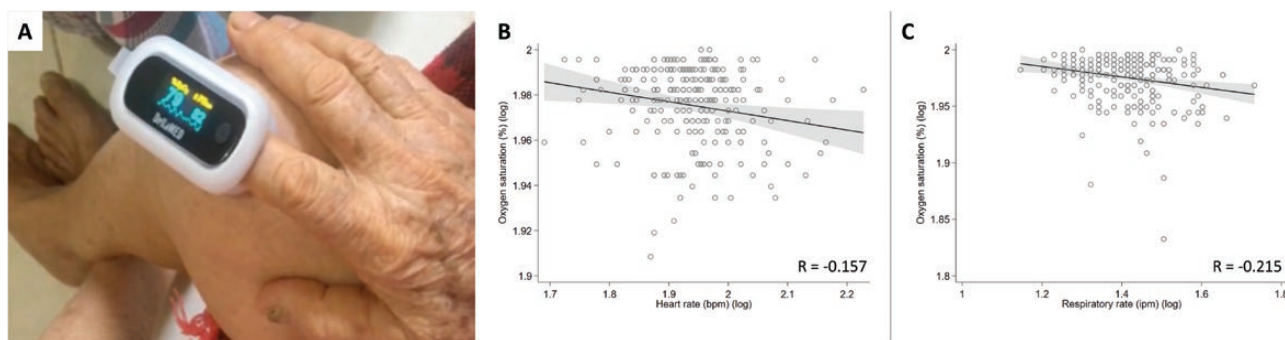 A
B
Oxygen saturation (%) (log)
2
1.98
1.96
1.94
1.92
1.9
R = -0.157
1.7 1.8 1.9 2 2.1 2.2
Heart rate (bpm) (log)
C
Oxygen saturation (%) (log)
2
1.95
1.9
1.85
1.8
R = -0.215
1 1.2 1.4 1.6 1.8
Respiratory rate (ipm) (log)